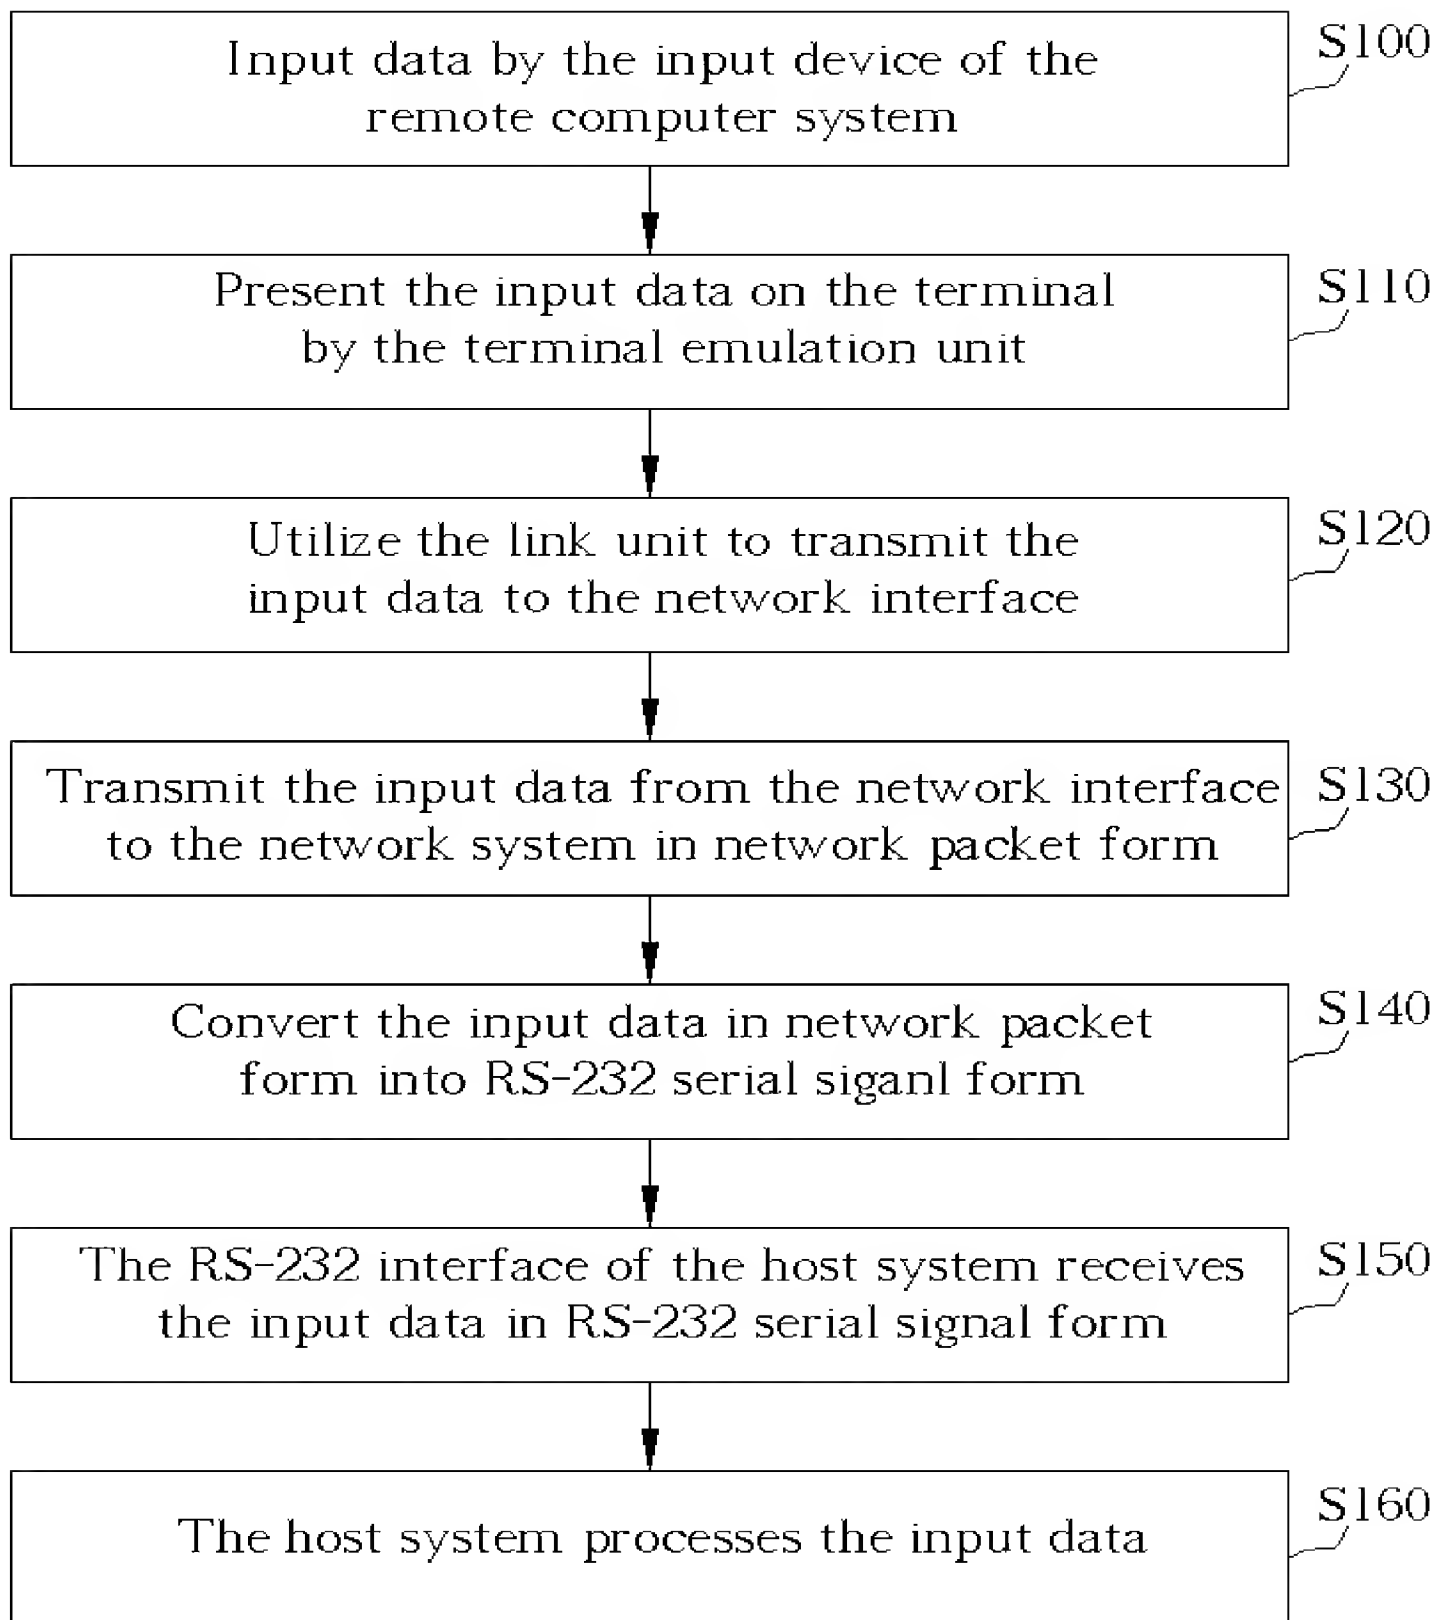 Input data by the input device of the
remote computer system
S100
Present the input data on the terminal
by the terminal emulation unit
S110
Utilize the link unit to transmit the
input data to the network interface
S120
Transmit the input data from the network interface
to the network system in network packet form
S130
Convert the input data in network packet
form into RS-232 serial siganl form
S140
The RS-232 interface of the host system receives
the input data in RS-232 serial signal form
S150
The host system processes the input data
S160